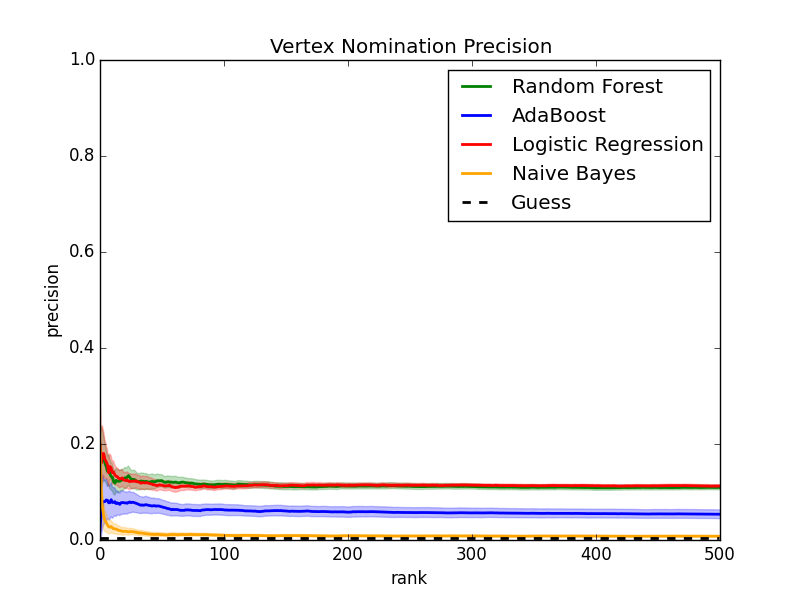 Vertex Nomination Precision
1.0
0.8
0.6
0.4
0.2
0.0
precision
Random Forest
AdaBoost
Logistic Regression
Naive Bayes
Guess
0 100 200 300 400 500
rank